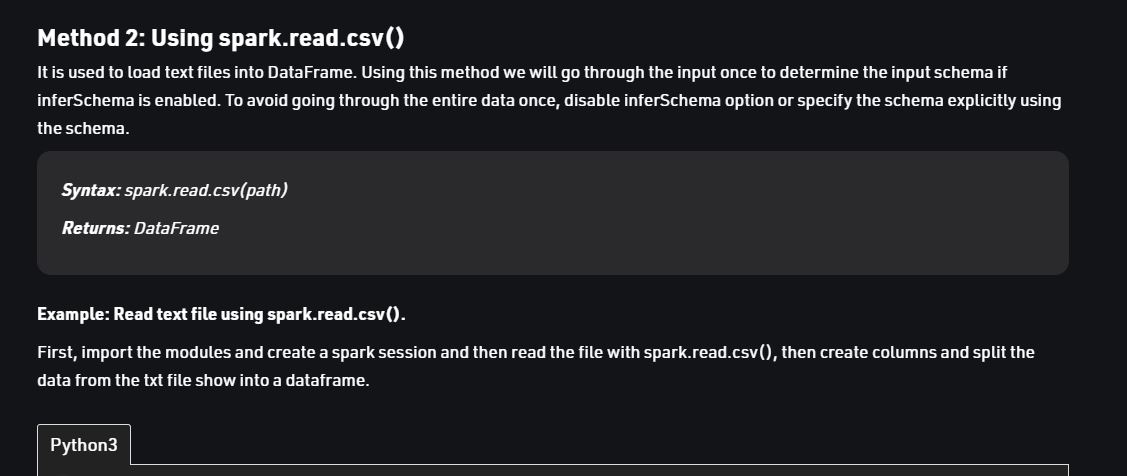 Method 2: Using spark.read.csv()
It is used to load text files into DataFrame. Using this method we will go through the input once to determine the input schema if
inferSchema is enabled. To avoid going through the entire data once, disable inferSchema option or specify the schema explicitly using
the schema.
Syntax: spark.read.csv(path)
Returns: DataFrame
Example: Read text file using spark.read.csv().
First, import the modules and create a spark session and then read the file with spark.read.csv(), then create columns and split the
data from the txt file show into a dataframe.
Python3